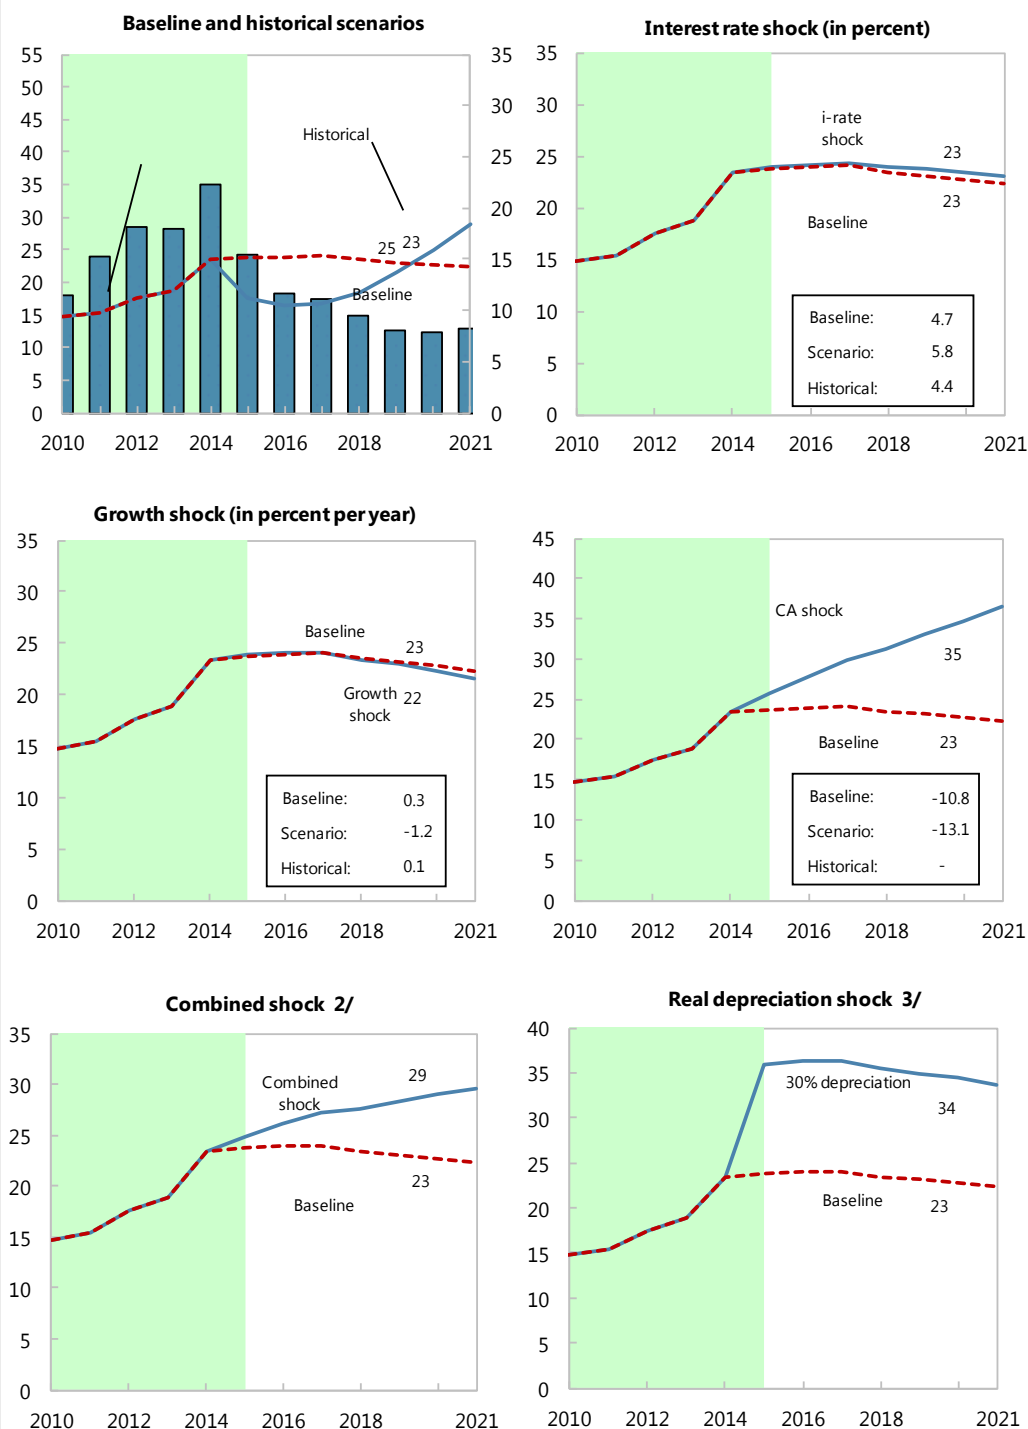 Baseline and historical scenarios
55
50
45
40
35
30
25
20
15
10
5
0
35
30
25
20
15
10
5
0
Historical
25
23
Baseline
2010 2012 2014 2016 2018 2021
Interest rate shock (in percent)
35
30
25
20
15
10
5
0
i-rate
shock
23
23
Baseline
Baseline: 4.7
Scenario: 5.8
Historical: 4.4
2010 2012 2014 2016 2018 2021
Growth shock (in percent per year)
35
30
25
20
15
10
5
0
Baseline
23
Growth 22
shock
Baseline: 0.3
Scenario: -1.2
Historical: 0.1
2010 2012 2014 2016 2018 2021
45
40
35
30
25
20
15
10
5
0
CA shock
35
Baseline 23
Baseline: -10.8
Scenario: -13.1
Historical: -
2010 2012 2014 2016 2018 2021
Combined shock 2/
35
30
25
20
15
10
5
0
Combined
shock
29
23
Baseline
2010 2012 2014 2016 2018 2021
Real depreciation shock 3/
40
35
30
25
20
15
10
5
0
30% depreciation
34
Baseline 23
2010 2012 2014 2016 2018 2021